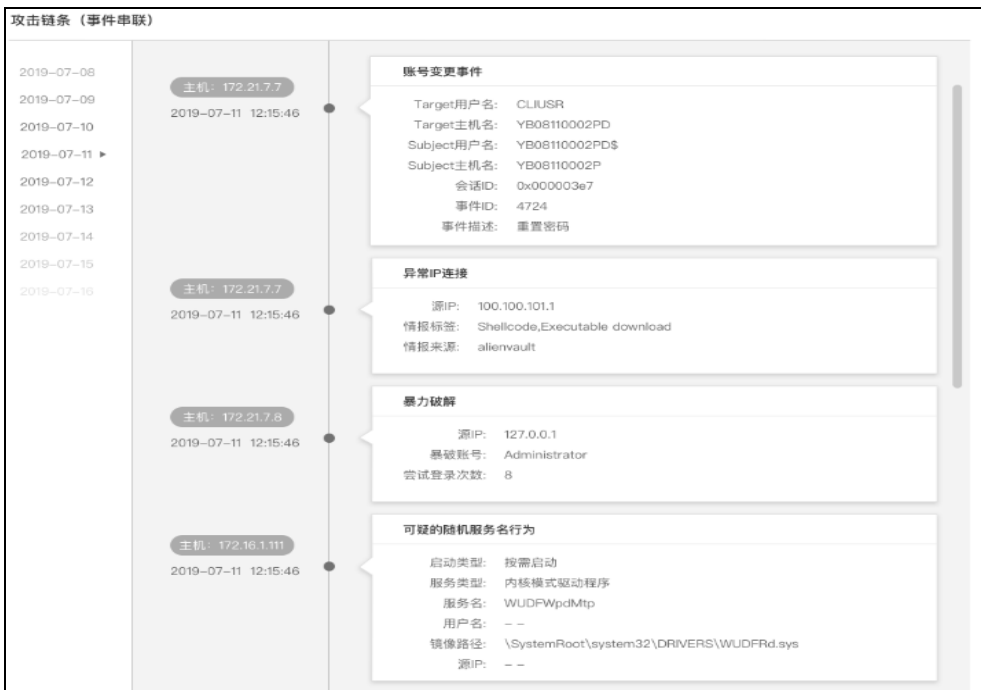 攻击链条（事件串联）
2019-07-08
2019-07-09
2019-07-10
2019-07-11 ▶
2019-07-12
2019-07-13
2019-07-14
2019-07-15
2019-07-16
主机：172.21.7.7
2019-07-11 12:15:46
账号变更事件
Target用户名： CLIUSR
Target主机名： YB08110002PD
Subject用户名： YB08110002PD$
Subject主机名： YB08110002P
会话ID： 0x000003e7
事件ID： 4724
事件描述： 重置密码
主机：172.21.7.7
2019-07-11 12:15:46
异常IP连接
源IP： 100.100.101.1
情报标签： Shellcode,Executable download
情报来源： alienvault
主机：172.21.7.8
2019-07-11 12:15:46
暴力破解
源IP： 127.0.0.1
暴破账号： Administrator
尝试登录次数： 8
主机：172.16.1.111
2019-07-11 12:15:46
可疑的随机服务名行为
启动类型： 按需启动
服务类型： 内核模式驱动程序
服务名： WUDFWpdMtp
用户名： – –
镜像路径： \SystemRoot\system32\DRIVERS\WUDFRd.sys
源IP： – –